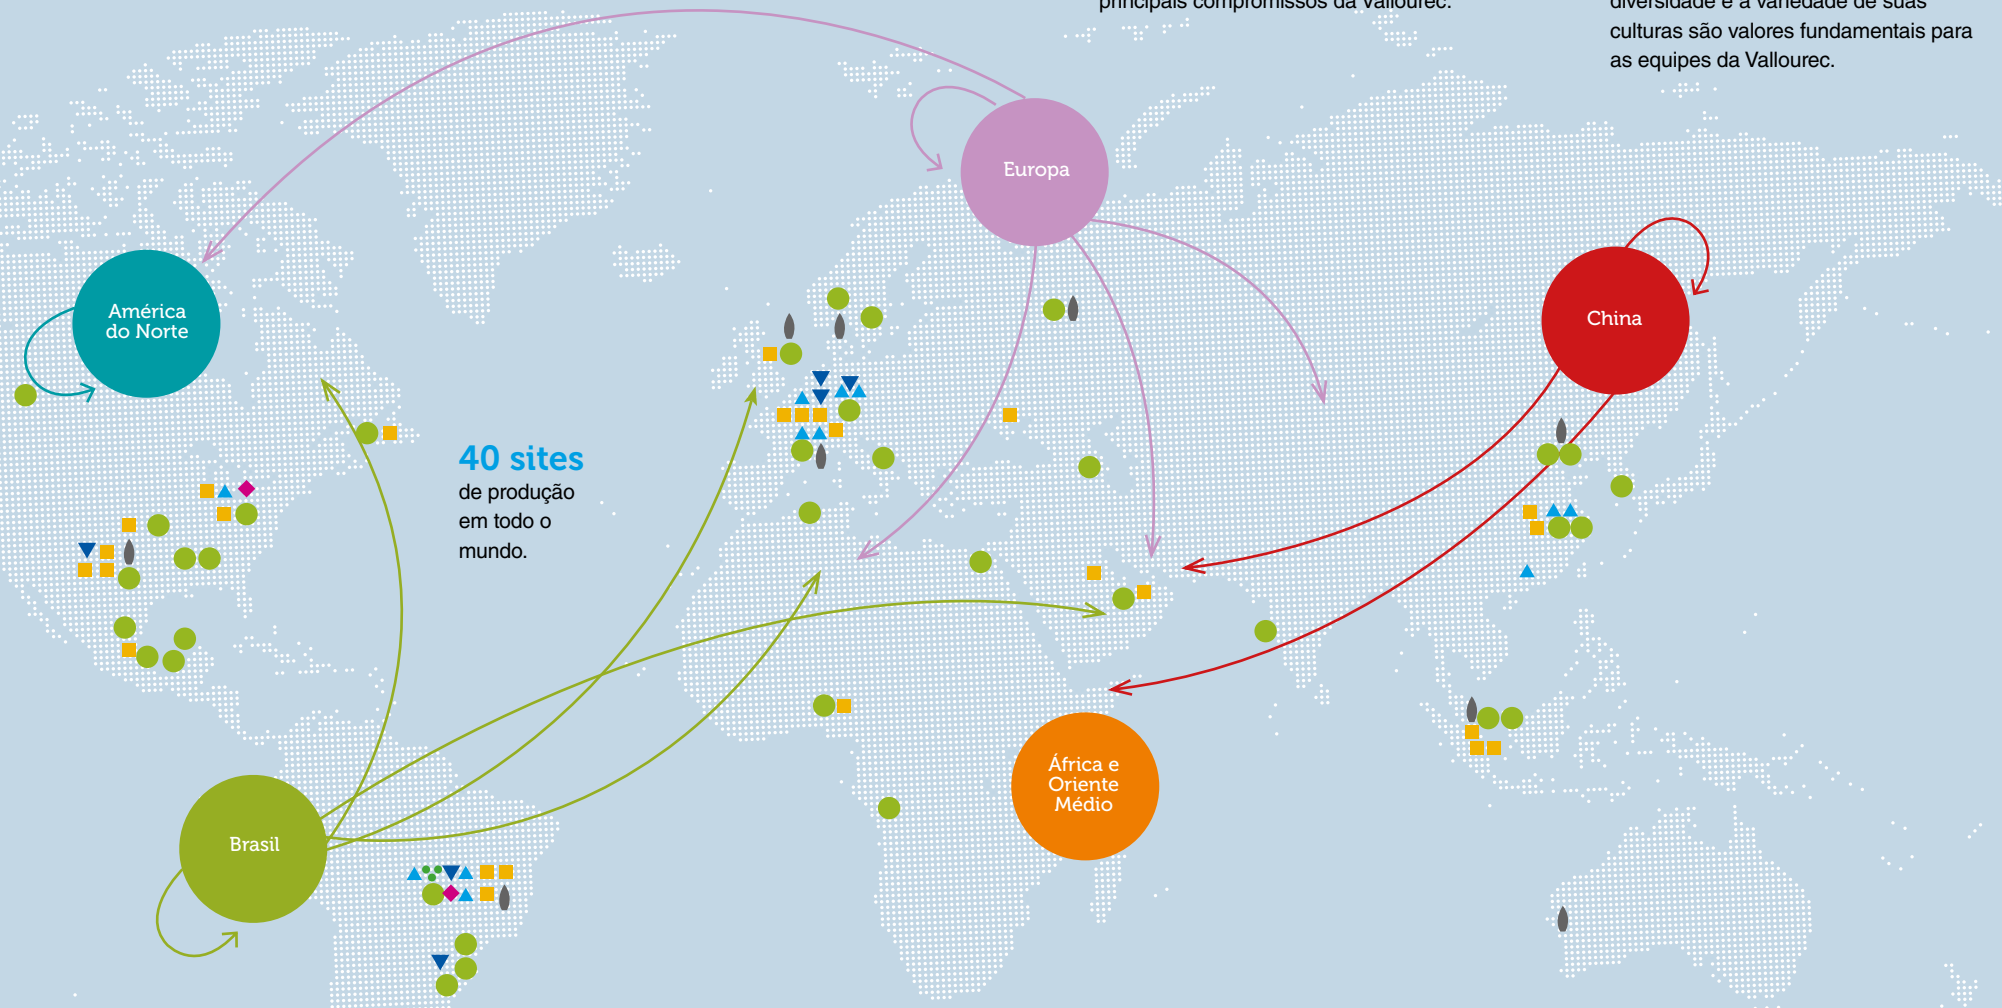 principais compromissos da Vallourec.
diversidade e a variedade de suas
culturas são valores fundamentais para
as equipes da Vallourec.
Europa
América
do Norte
China
40 sites
de produção
em todo o
mundo.
África e
Oriente
Médio
Brasil